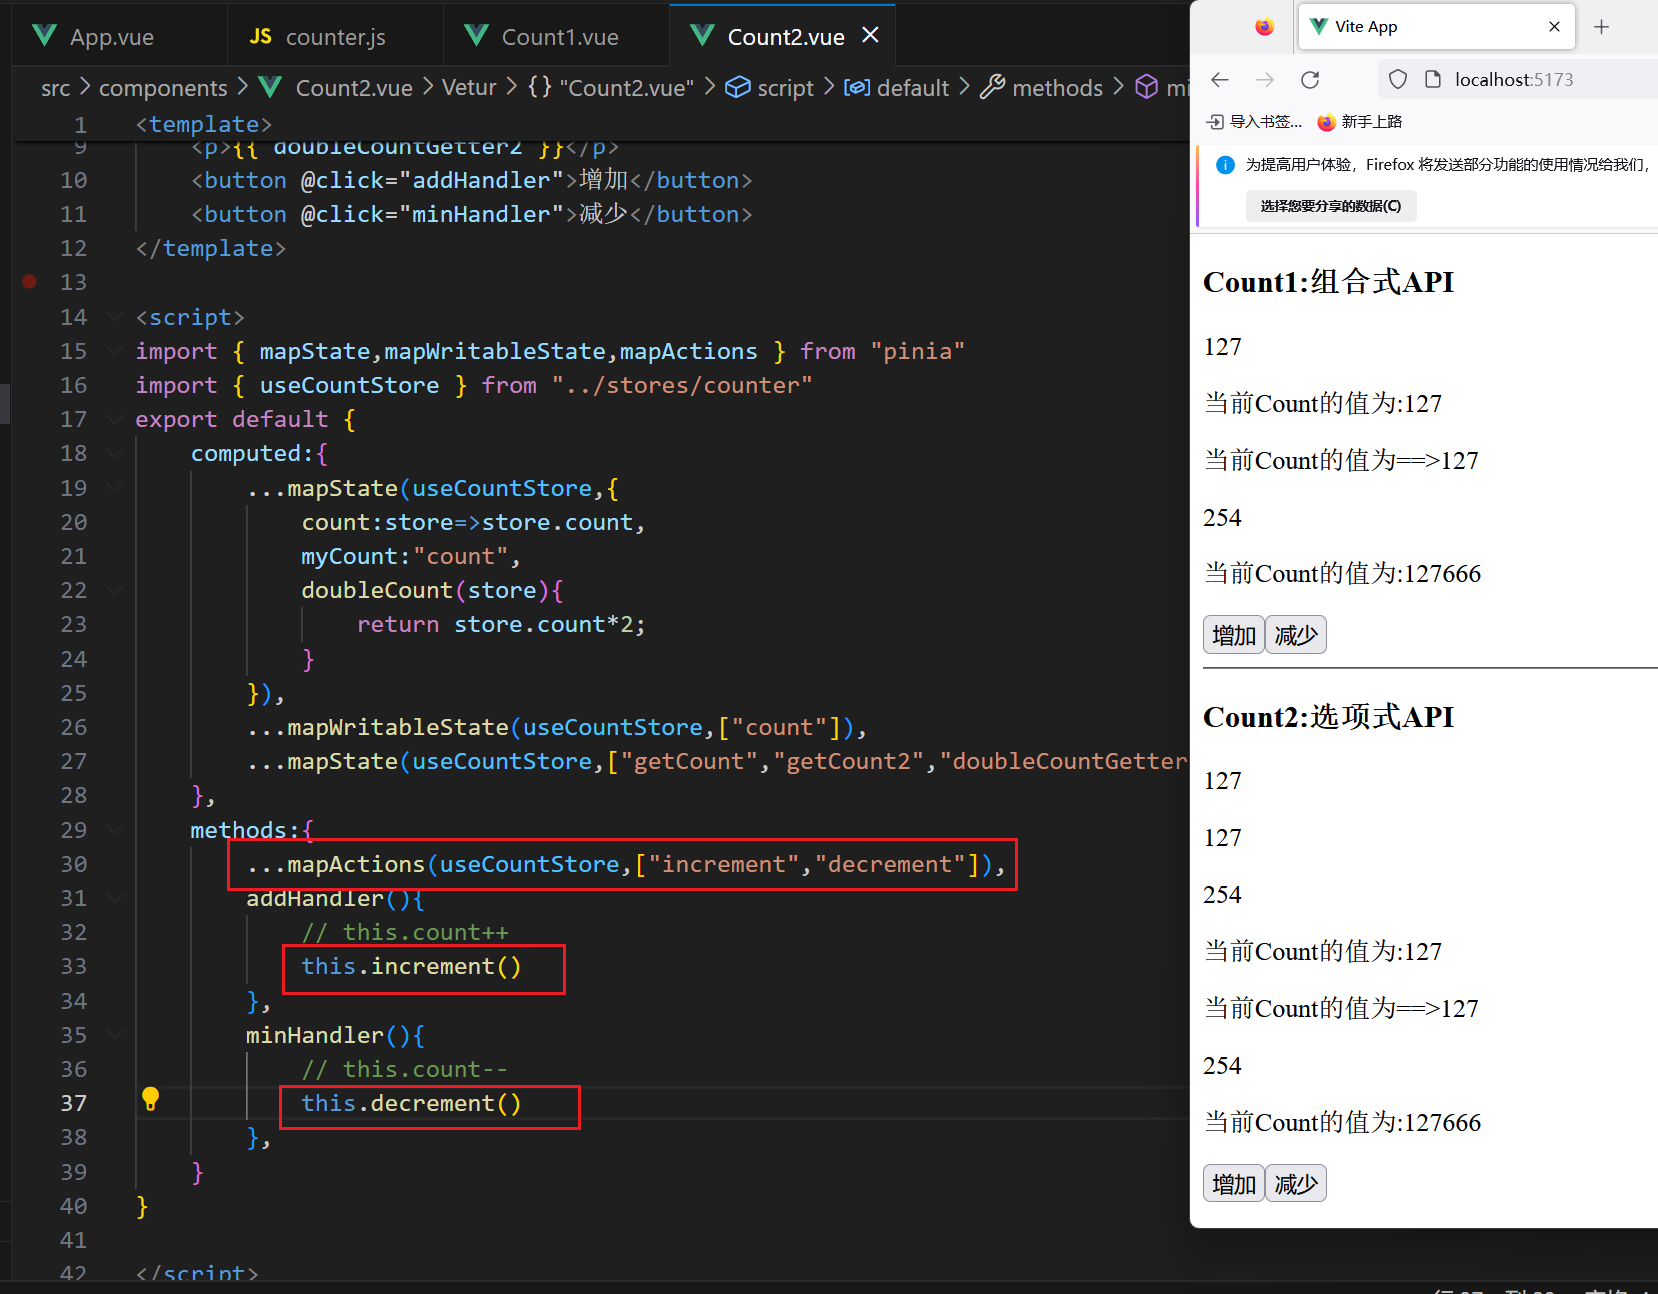 App.vue
JS counter.js
Count1.vue
Count2.vue
src > components > Count2.vue > Vetur > {} "Count2.vue" > script > default > methods > mi
1 <template>
9 <p>{{ doubleCountGetter2 }}</p>
10 <button @click="addHandler">增加</button>
11 <button @click="minHandler">减少</button>
12 </template>
13
14 <script>
15 import { mapState,mapWritableState,mapActions } from "pinia"
16 import { useCountStore } from "../stores/counter"
17 export default {
18 computed:{
19 ...mapState(useCountStore,{
20 count:store=>store.count,
21 myCount:"count",
22 doubleCount(store){
23 return store.count*2;
24 }
25 }),
26 ...mapWritableState(useCountStore,["count"]),
27 ...mapState(useCountStore,["getCount","getCount2","doubleCountGetter
28 },
29 methods:{
30 ...mapActions(useCountStore,["increment","decrement"]),
31 addHandler(){
32 // this.count++
33 this.increment()
34 },
35 minHandler(){
36 // this.count--
37 this.decrement()
38 },
39 }
40 }
41
42 </script>
Vite App
localhost:5173
导入书签...
新手上路
为提高用户体验，Firefox 将发送部分功能的使用情况给我们，
选择您要分享的数据(C)
Count1:组合式API
127
当前Count的值为:127
当前Count的值为==>127
254
当前Count的值为:127666
增加 减少
Count2:选项式API
127
127
254
当前Count的值为:127
当前Count的值为==>127
254
当前Count的值为:127666
增加 减少